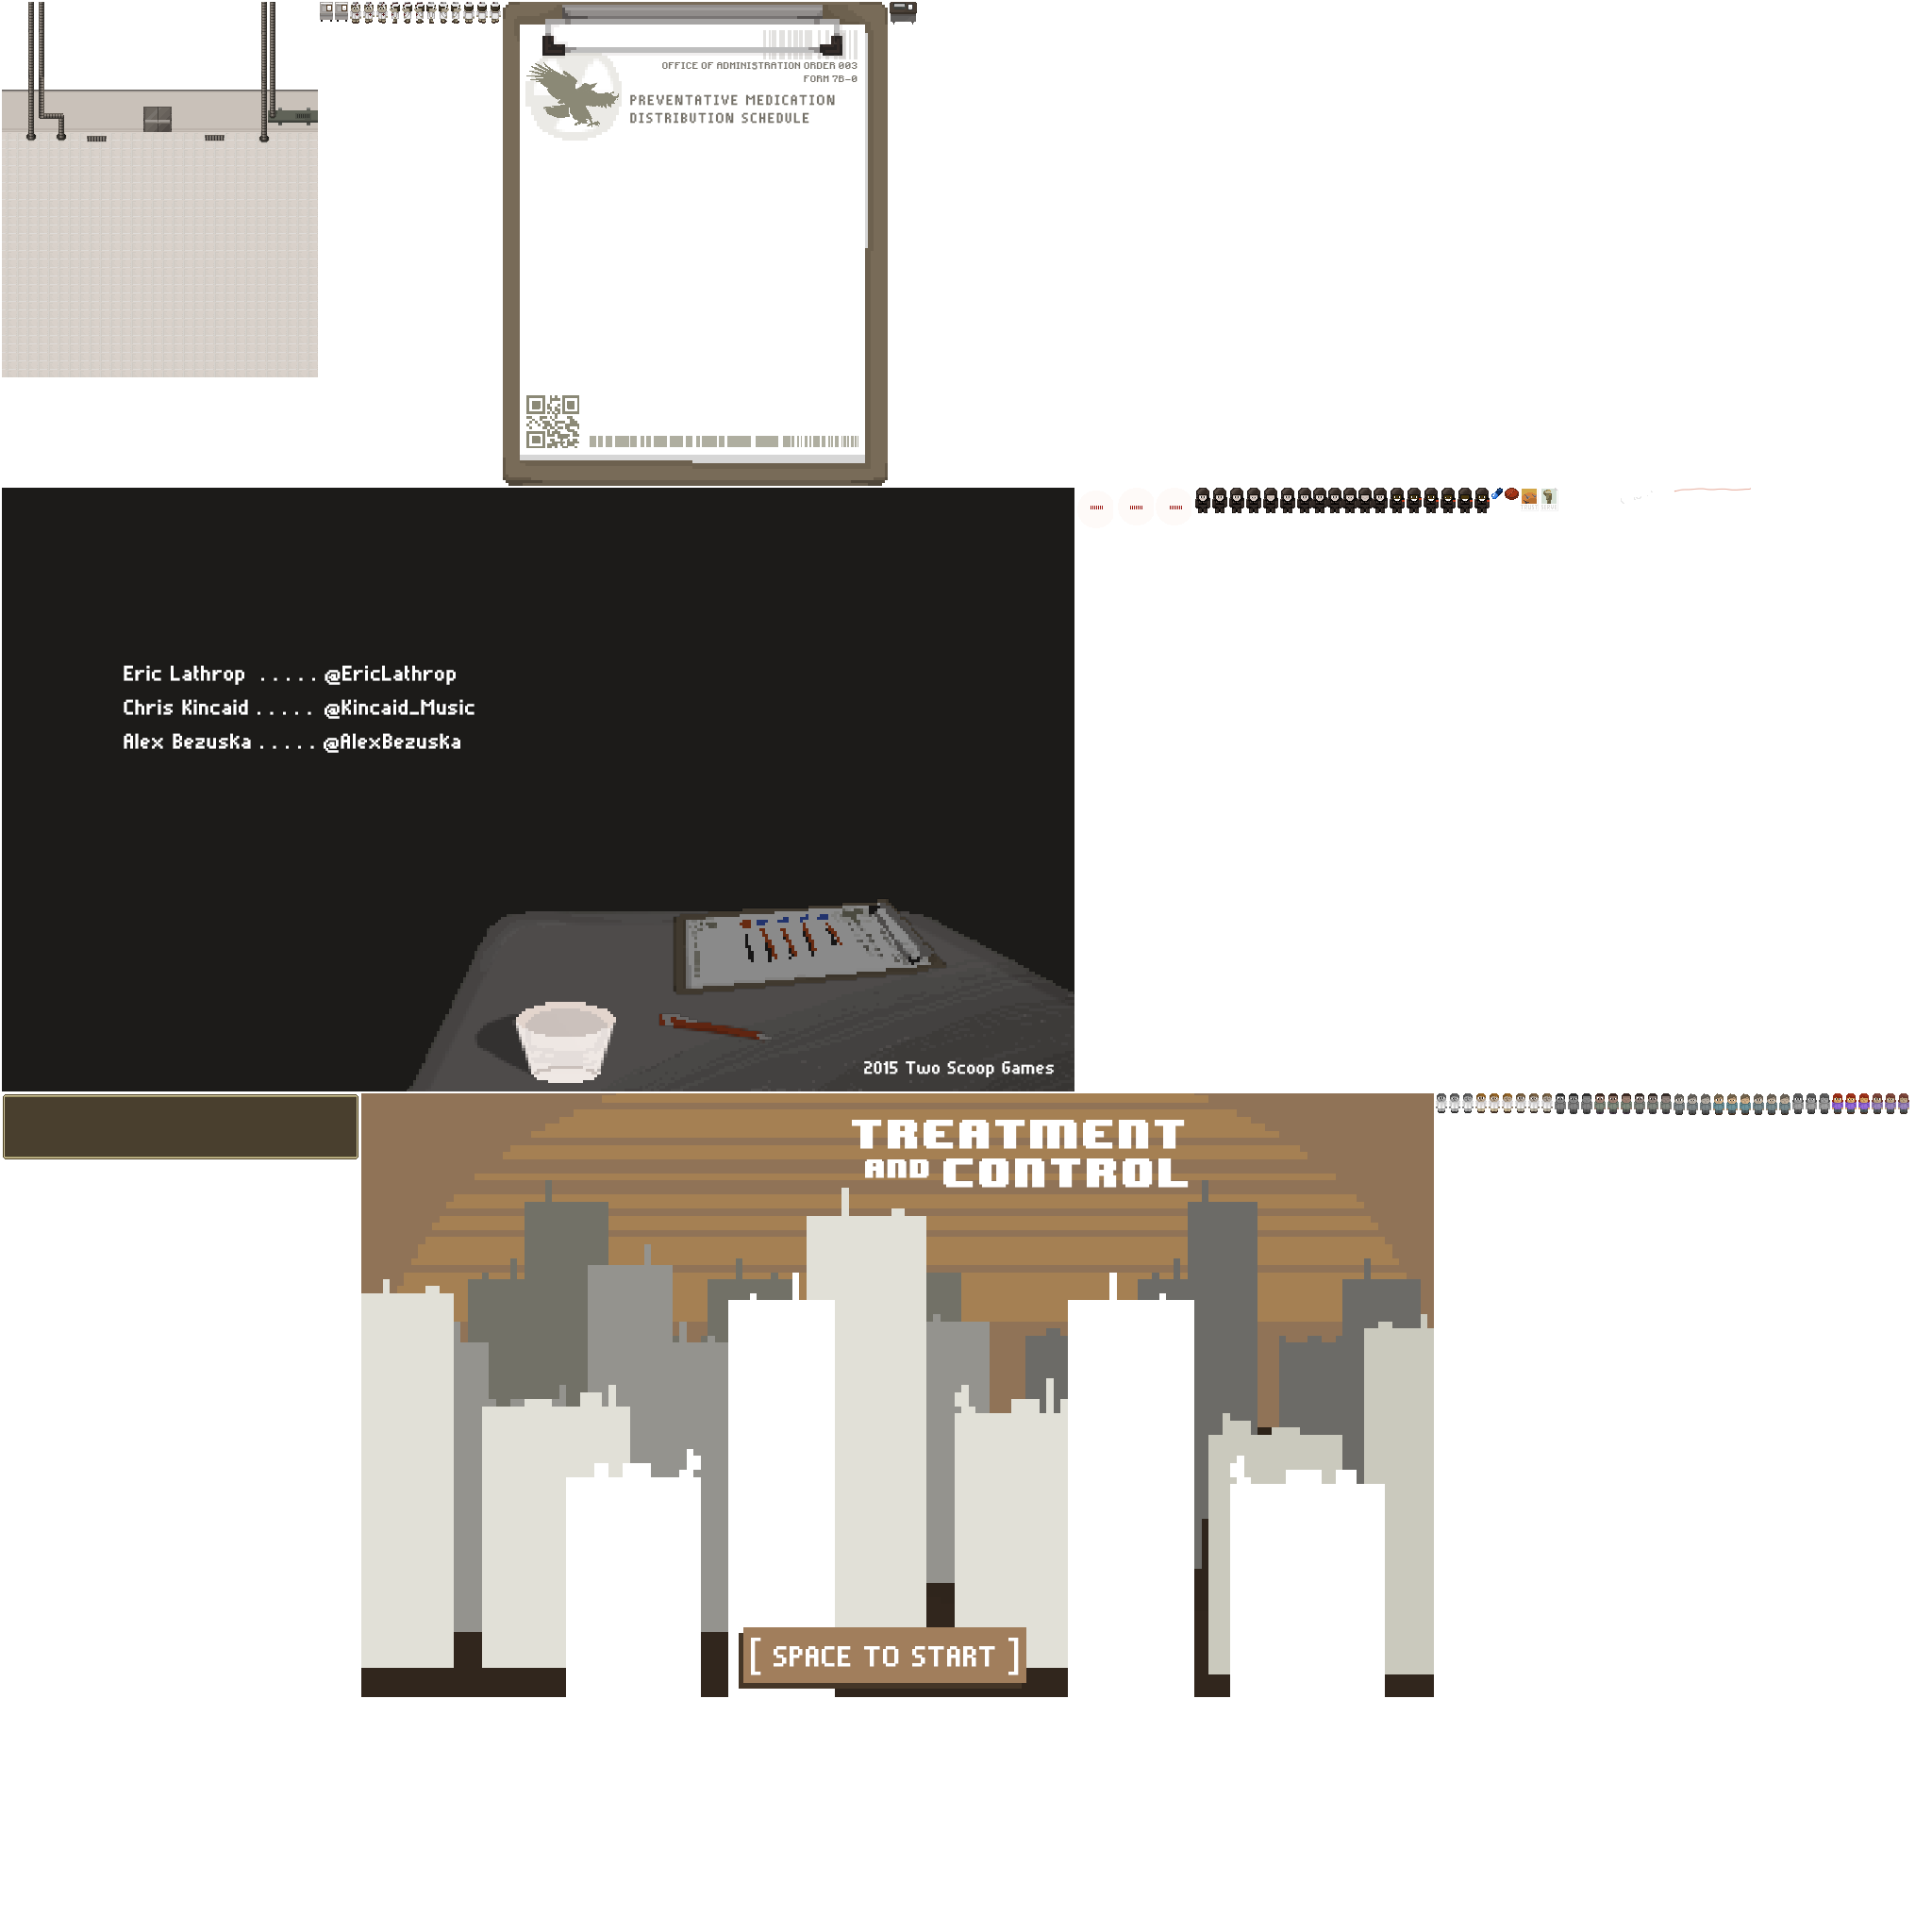 OFFICE OF ADMINISTRATION ORDER 003
FORM 7B-0
PREVENTATIVE MEDICATION
DISTRIBUTION SCHEDULE
Eric Lathrop ..... @EricLathrop
Chris Kincaid ..... @Kincaid_Music
Alex Bezuska ..... @AlexBezuska
2015 Two Scoop Games
TREATMENT
AND CONTROL
[ SPACE TO START ]